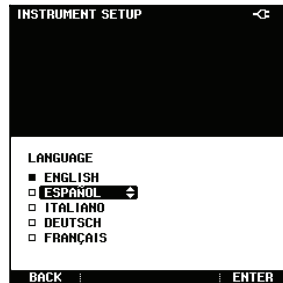 INSTRUMENT SETUP
LANGUAGE
ENGLISH
ESPAÑOL
ITALIANO
DEUTSCH
FRANÇAIS
BACK ENTER